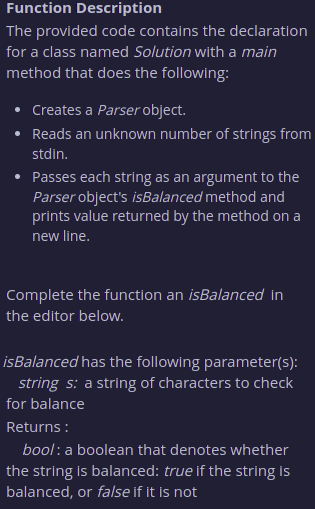 Function Description
The provided code contains the declaration
for a class named Solution with a main
method that does the following:
• Creates a Parser object.
• Reads an unknown number of strings from
stdin.
• Passes each string as an argument to the
Parser object's isBalanced method and
prints value returned by the method on a
new line.
Complete the function an isBalanced in
the editor below.
isBalanced has the following parameter(s):
string s: a string of characters to check
for balance
Returns :
bool : a boolean that denotes whether
the string is balanced: true if the string is
balanced, or false if it is not